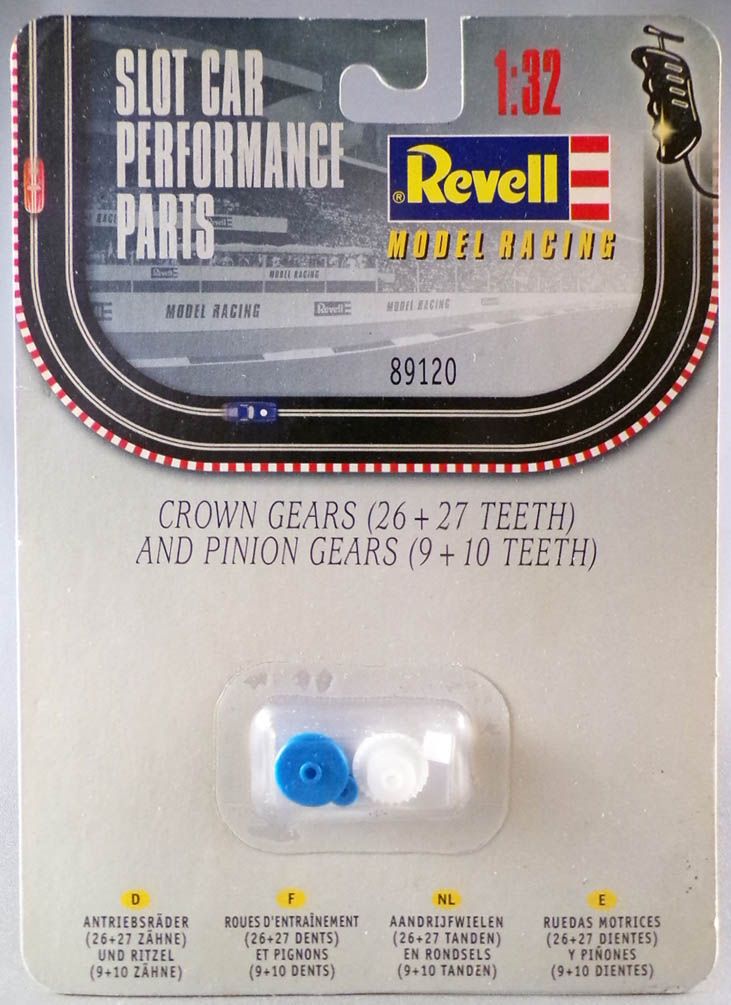 SLOT CAR
PERFORMANCE
PARTS
1:32
® Revell
MODEL RACING
Revell
MODEL RACING
MODEL RACING
Revell
MODEL RACING
89120
CROWN GEARS (26 + 27 TEETH)
AND PINION GEARS (9 + 10 TEETH)
D
ANTRIEBSRÄDER
(26+27 ZÄHNE)
UND RITZEL
(9+10 ZÄHNE)
F
ROUES D'ENTRAÎNEMENT
(26+27 DENTS)
ET PIGNONS
(9+10 DENTS)
NL
AANDRIJFWIELEN
(26+27 TANDEN)
EN RONDSELS
(9+10 TANDEN)
E
RUEDAS MOTRICES
(26+27 DIENTES)
Y PIÑONES
(9+10 DIENTES)